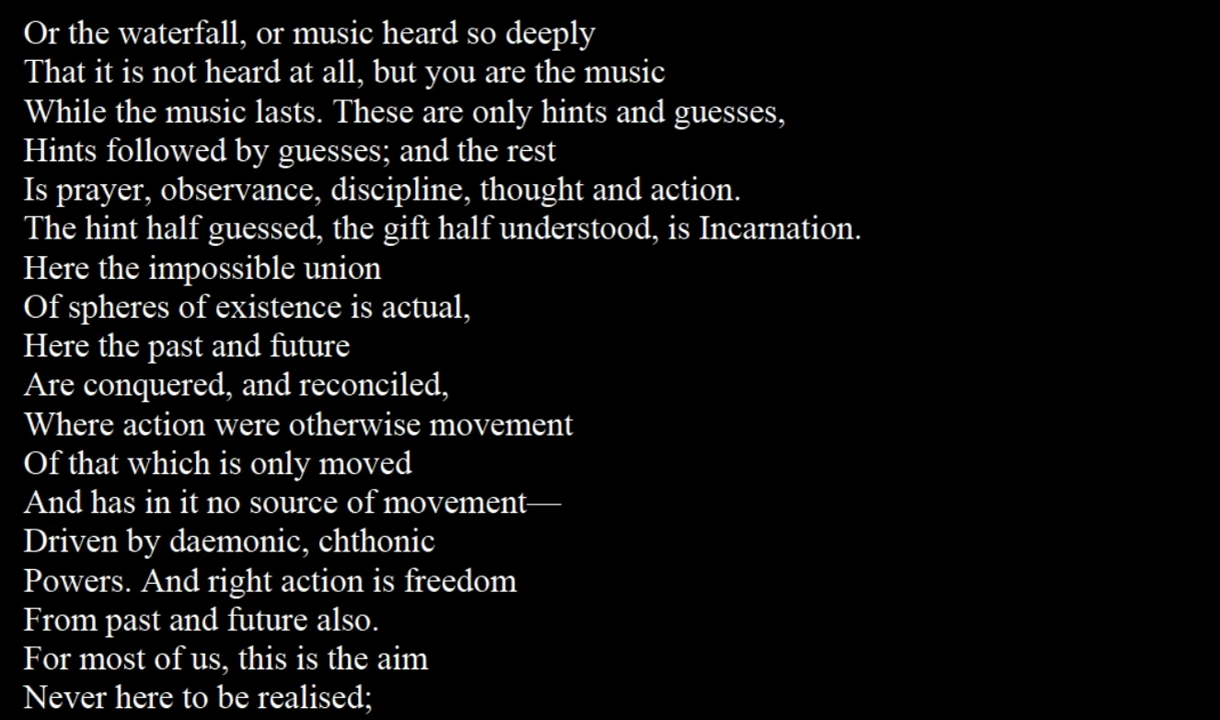 Or the waterfall, or music heard so deeply
That it is not heard at all, but you are the music
While the music lasts. These are only hints and guesses,
Hints followed by guesses; and the rest
Is prayer, observance, discipline, thought and action.
The hint half guessed, the gift half understood, is Incarnation.
Here the impossible union
Of spheres of existence is actual,
Here the past and future
Are conquered, and reconciled,
Where action were otherwise movement
Of that which is only moved
And has in it no source of movement—
Driven by daemonic, chthonic
Powers. And right action is freedom
From past and future also.
For most of us, this is the aim
Never here to be realised;